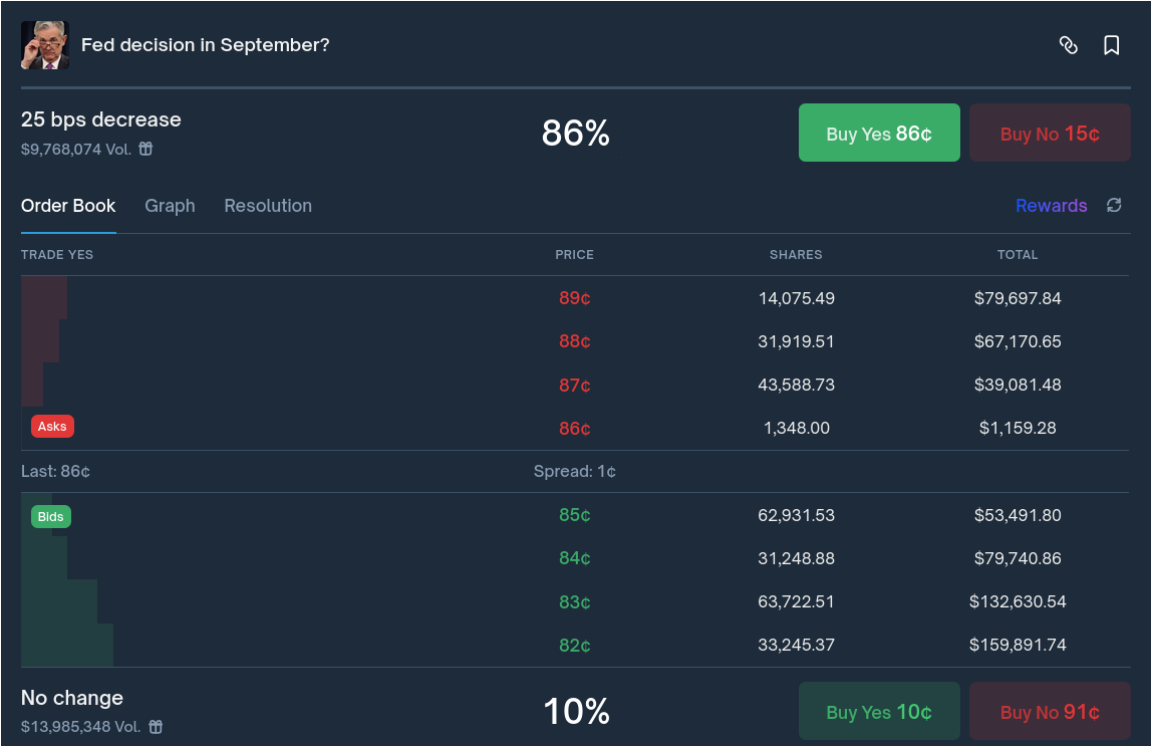 Fed decision in September?
25 bps decrease
$9,768,074 Vol.
86%
Buy Yes 86¢
Buy No 15¢
Order Book Graph Resolution Rewards
TRADE YES PRICE SHARES TOTAL
89¢ 14,075.49 $79,697.84
88¢ 31,919.51 $67,170.65
87¢ 43,588.73 $39,081.48
Asks 86¢ 1,348.00 $1,159.28
Last: 86¢ Spread: 1¢
Bids 85¢ 62,931.53 $53,491.80
84¢ 31,248.88 $79,740.86
83¢ 63,722.51 $132,630.54
82¢ 33,245.37 $159,891.74
No change
$13,985,348 Vol.
10%
Buy Yes 10¢
Buy No 91¢